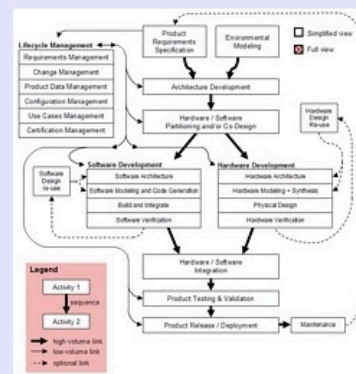 Product
Requirements
Specification
Environmental
Modeling
Simplified view
Full view
Lifecycle Management
Requirements Management
Change Management
Product Data Management
Configuration Management
Use Cases Management
Certification Management
Architecture Development
Hardware / Software
Partitioning and/or Co-Design
Hardware
Design
Re-use
Software
Design
re-use
Software Development
Software Architecture
Software Modeling and Code Generation
Build and Integrate
Software Verification
Hardware Development
Hardware Architecture
Hardware Modeling + Synthesis
Physical Design
Hardware Verification
Hardware / Software
Integration
Product Testing & Validation
Product Release / Deployment
Maintenance
Legend
Activity 1
sequence
Activity 2
high-volume link
low-volume link
optional link